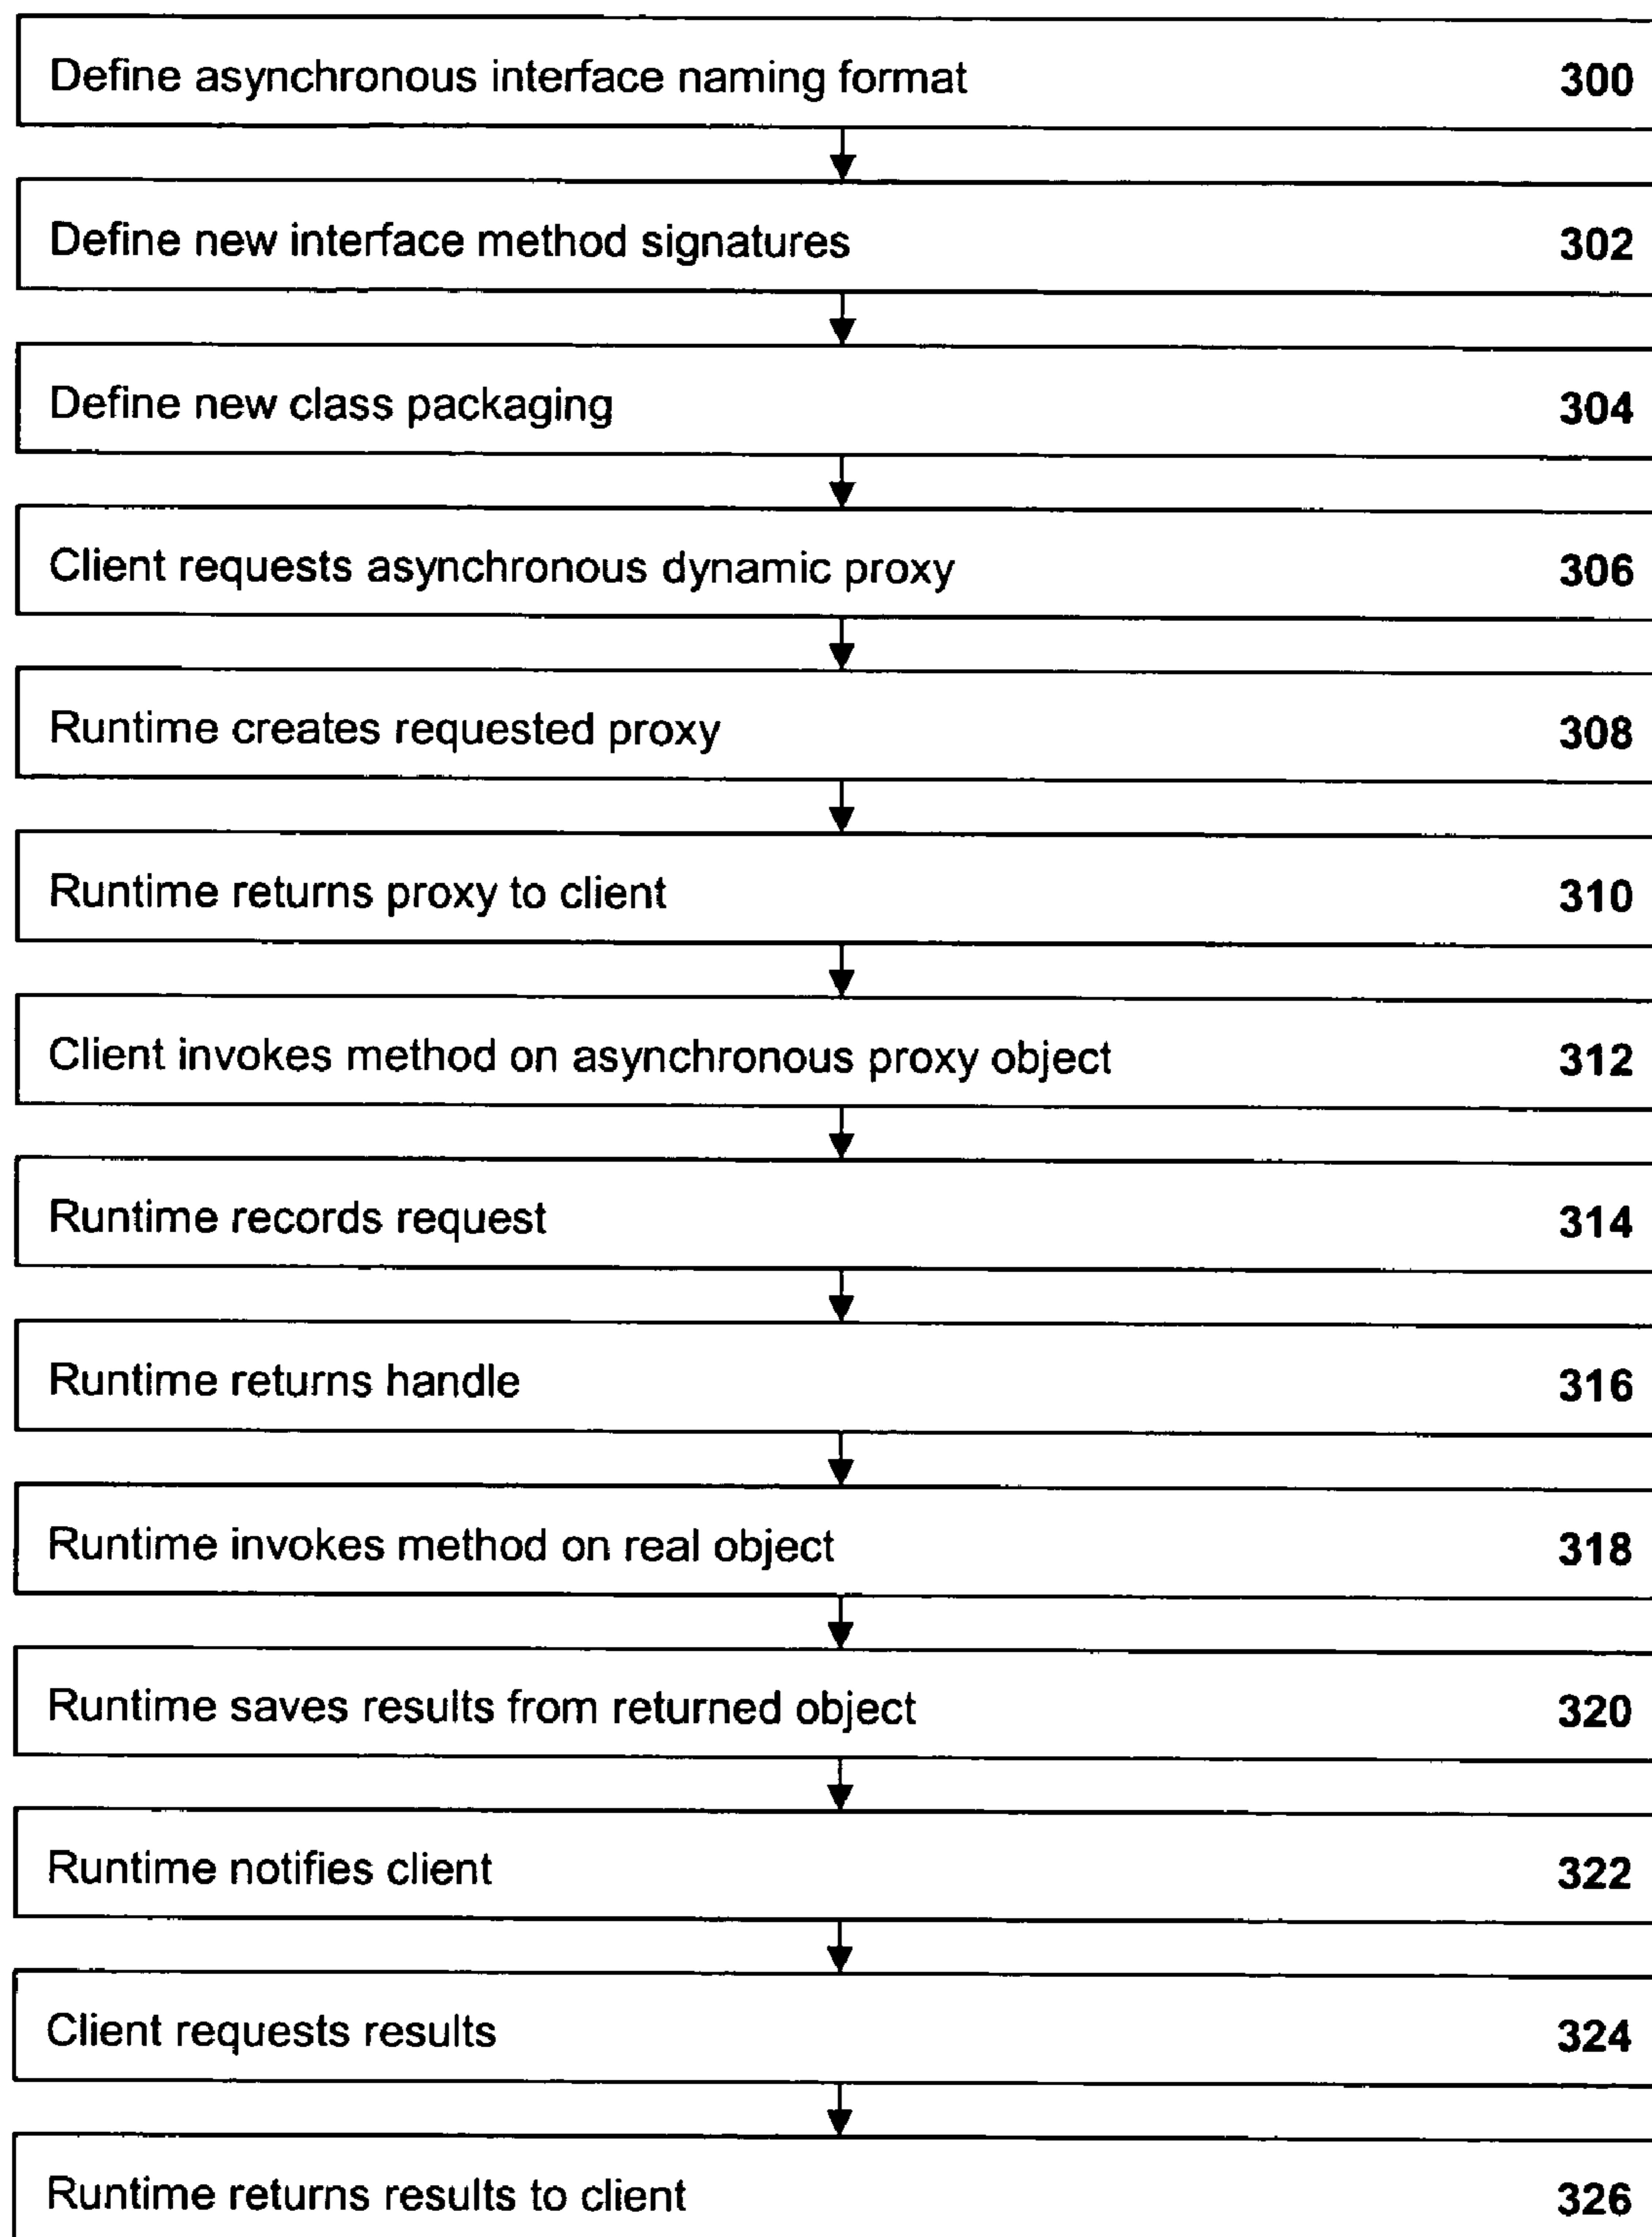 Define asynchronous interface naming format 300
Define new interface method signatures 302
Define new class packaging 304
Client requests asynchronous dynamic proxy 306
Runtime creates requested proxy 308
Runtime returns proxy to client 310
Client invokes method on asynchronous proxy object 312
Runtime records request 314
Runtime returns handle 316
Runtime invokes method on real object 318
Runtime saves results from returned object 320
Runtime notifies client 322
Client requests results 324
Runtime returns results to client 326